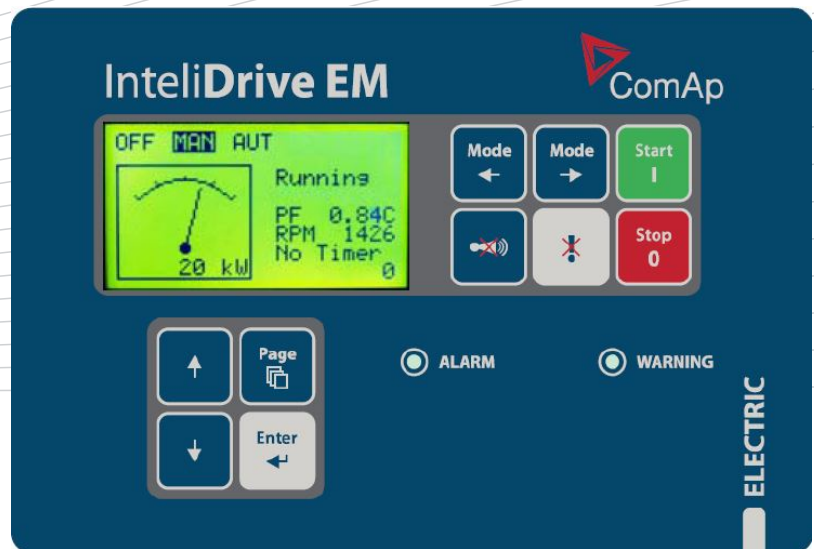 InteliDrive EM
ComAp
OFF MAN AUT
Running
PF 0.84C
RPM 1426
No Timer
0
20 kW
Mode
Mode
Start
I
Stop
0
Page
Enter
ALARM
WARNING
ELECTRIC